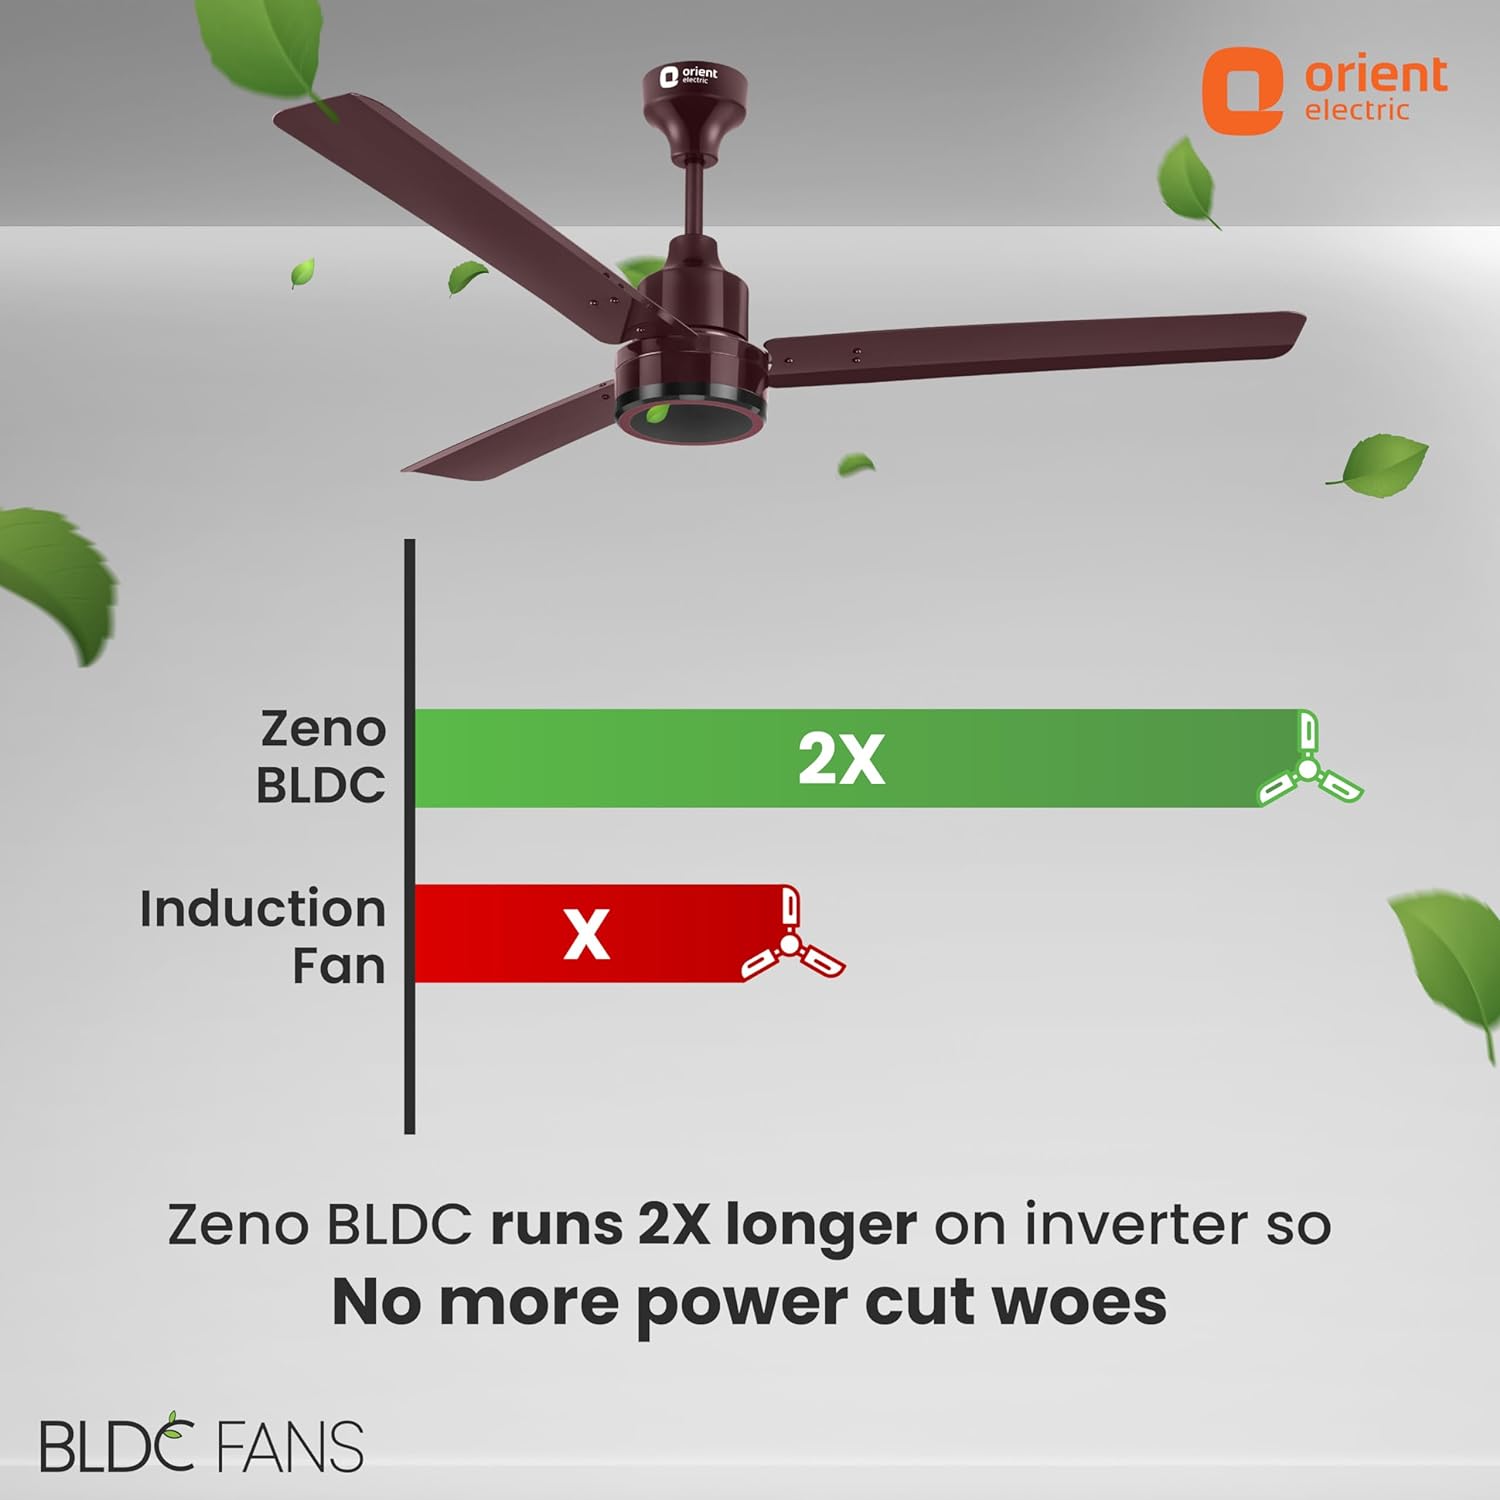 orient
electric
orient
electric
Zeno
BLDC
2X
Induction
Fan
X
Zeno BLDC runs 2X longer on inverter so
No more power cut woes
BLDC FANS